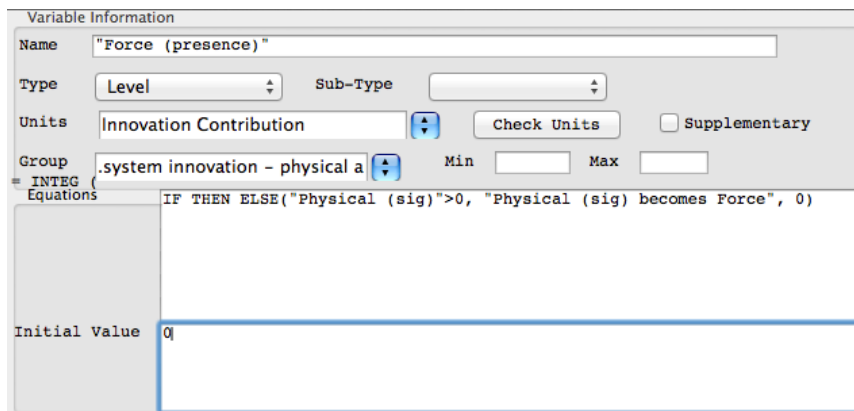 Variable Information
Name "Force (presence)"
Type Level Sub-Type
Units Innovation Contribution Check Units Supplementary
Group .system innovation - physical a Min Max
= INTEG (
Equations IF THEN ELSE("Physical (sig)">0, "Physical (sig) becomes Force", 0)
Initial Value 0